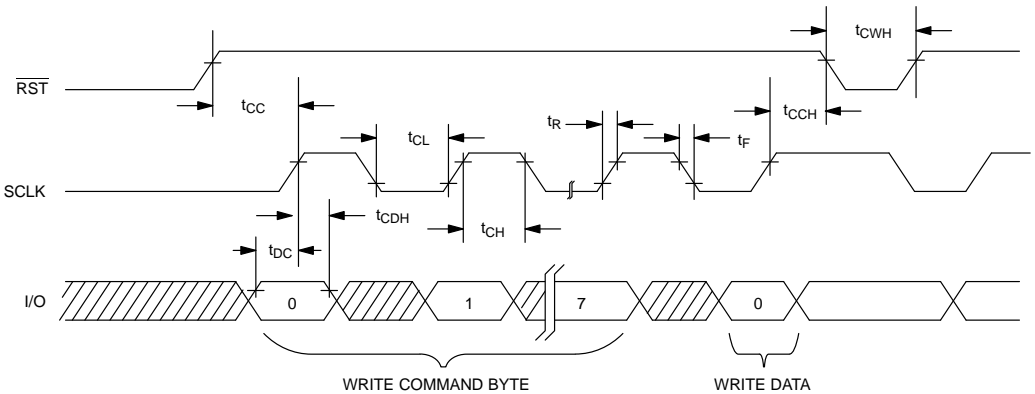 tCWH
RST
tCC
tCCH
tCL
tR
tF
SCLK
tCDH
tCH
tDC
I/O 0 1 7 0
WRITE COMMAND BYTE WRITE DATA